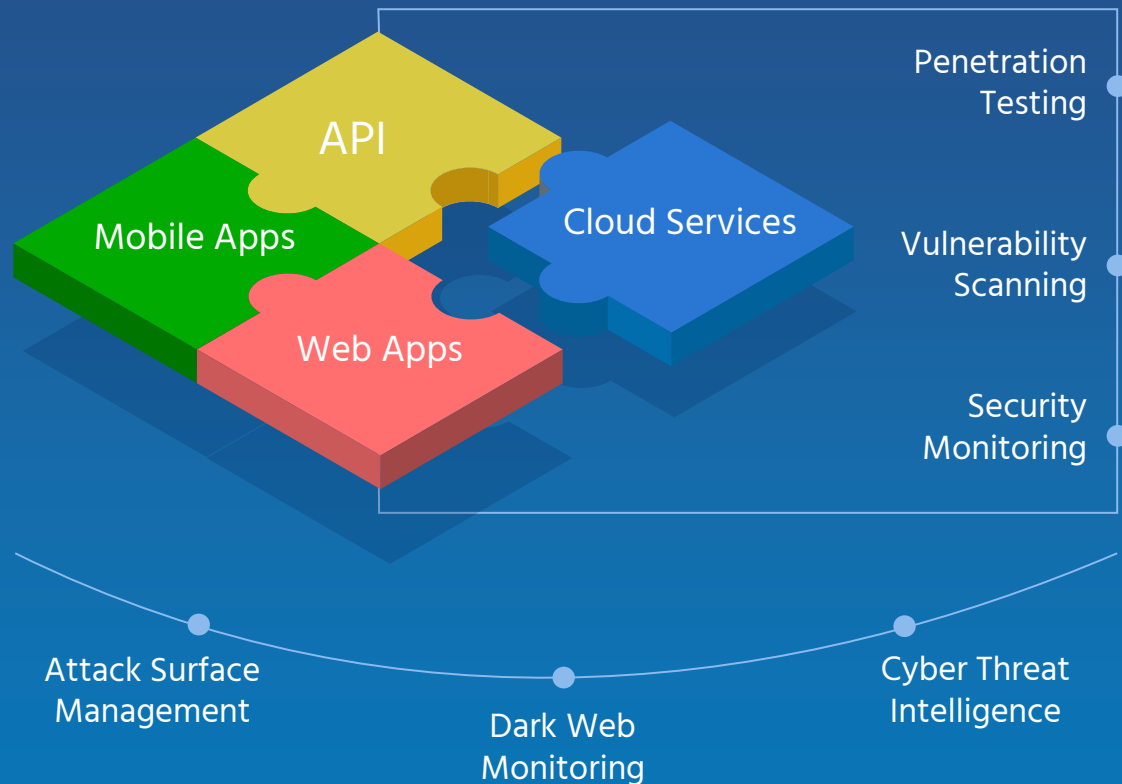 API
Mobile Apps
Cloud Services
Web Apps
Penetration
Testing
Vulnerability
Scanning
Security
Monitoring
Attack Surface
Management
Dark Web
Monitoring
Cyber Threat
Intelligence